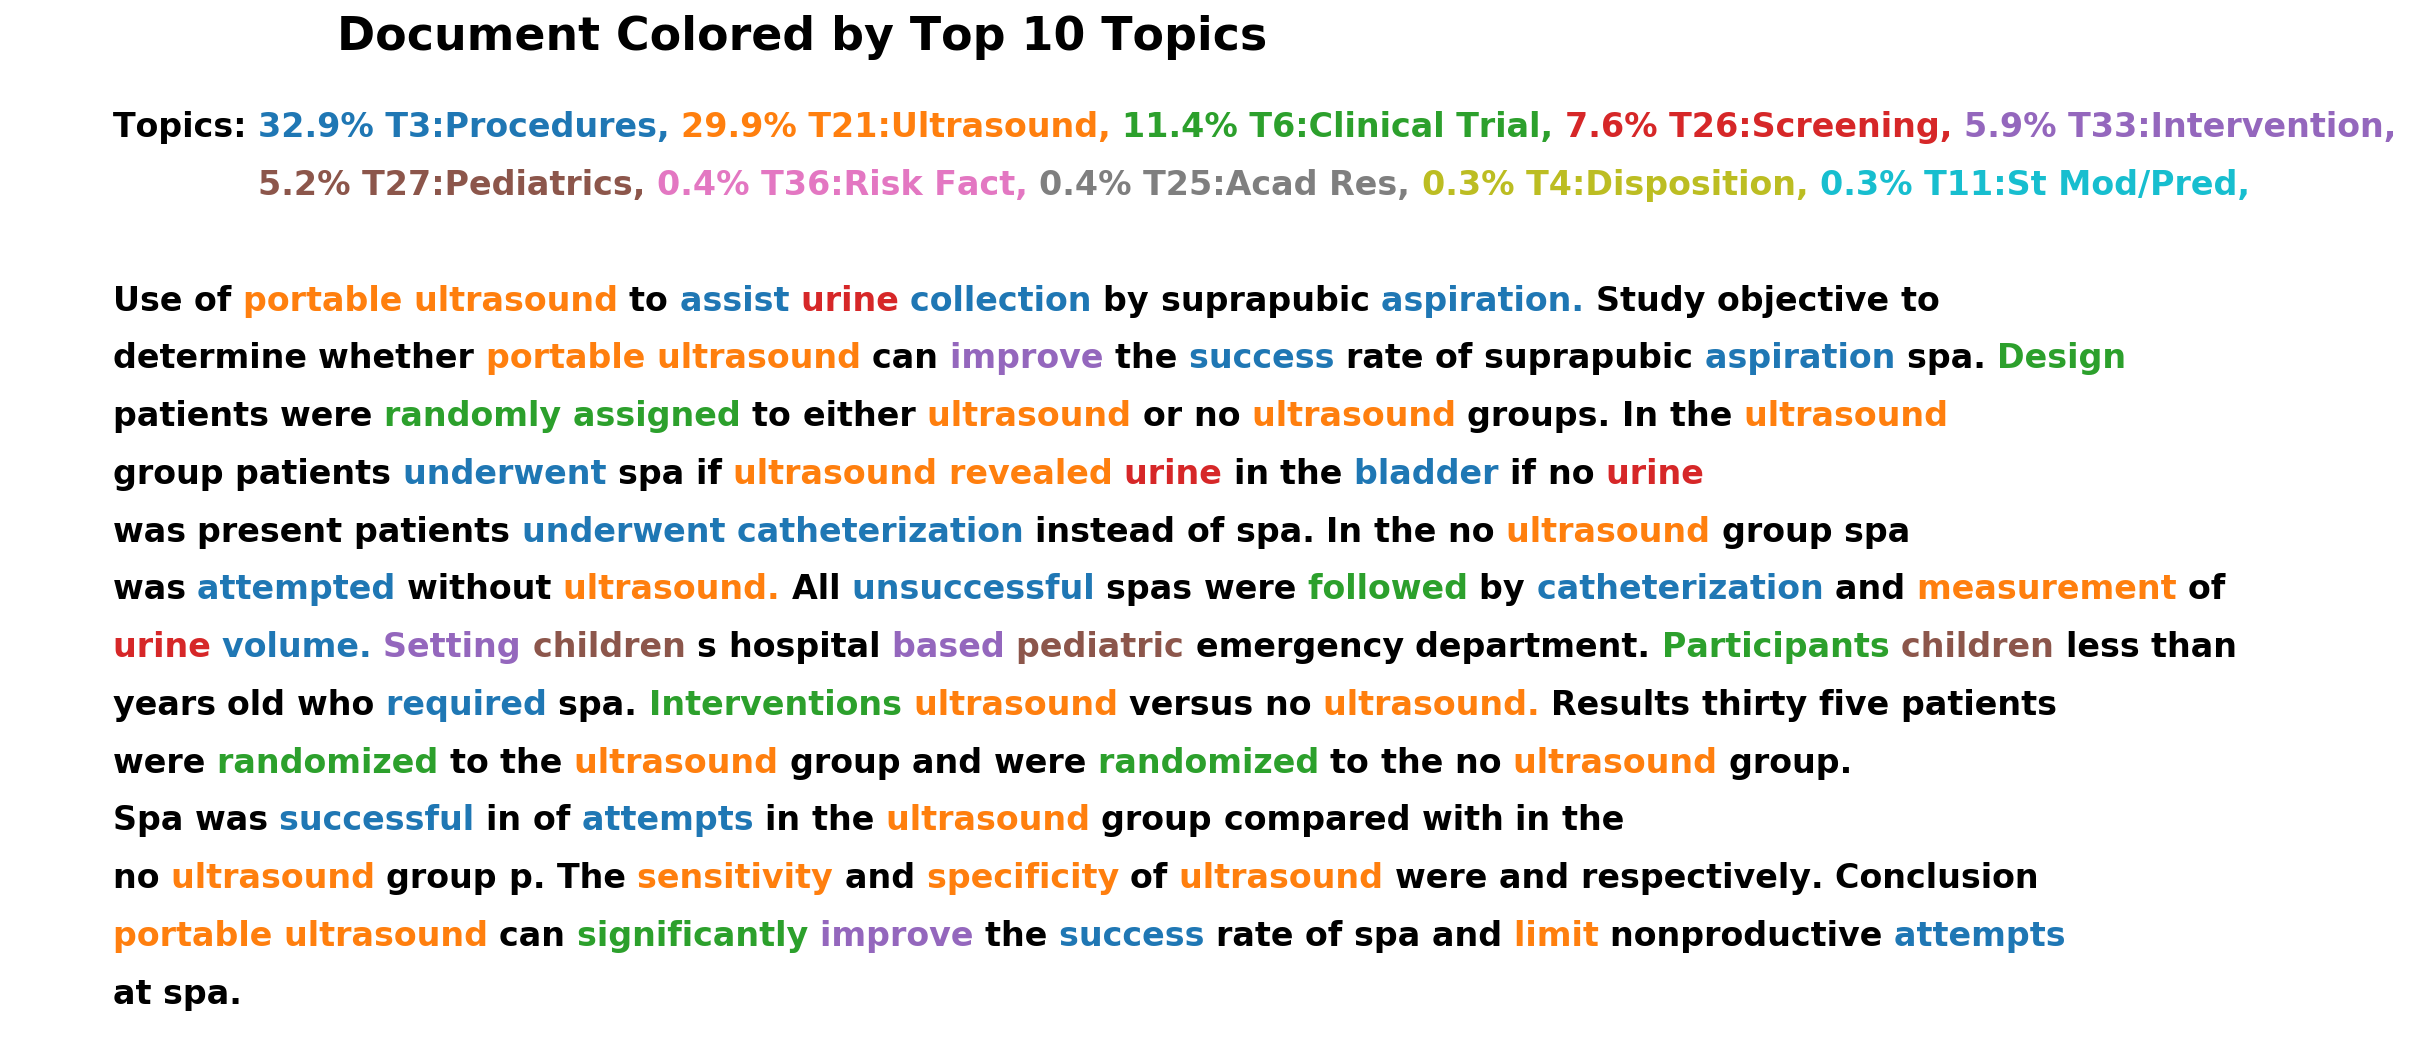 Document Colored by Top 10 Topics
Topics: 32.9% T3:Procedures, 29.9% T21:Ultrasound, 11.4% T6:Clinical Trial, 7.6% T26:Screening, 5.9% T33:Intervention,
5.2% T27:Pediatrics, 0.4% T36:Risk Fact, 0.4% T25:Acad Res, 0.3% T4:Disposition, 0.3% T11:St Mod/Pred,
Use of portable ultrasound to assist urine collection by suprapubic aspiration. Study objective to
determine whether portable ultrasound can improve the success rate of suprapubic aspiration spa. Design
patients were randomly assigned to either ultrasound or no ultrasound groups. In the ultrasound
group patients underwent spa if ultrasound revealed urine in the bladder if no urine
was present patients underwent catheterization instead of spa. In the no ultrasound group spa
was attempted without ultrasound. All unsuccessful spas were followed by catheterization and measurement of
urine volume. Setting children s hospital based pediatric emergency department. Participants children less than
years old who required spa. Interventions ultrasound versus no ultrasound. Results thirty five patients
were randomized to the ultrasound group and were randomized to the no ultrasound group.
Spa was successful in of attempts in the ultrasound group compared with in the
no ultrasound group p. The sensitivity and specificity of ultrasound were and respectively. Conclusion
portable ultrasound can significantly improve the success rate of spa and limit nonproductive attempts
at spa.